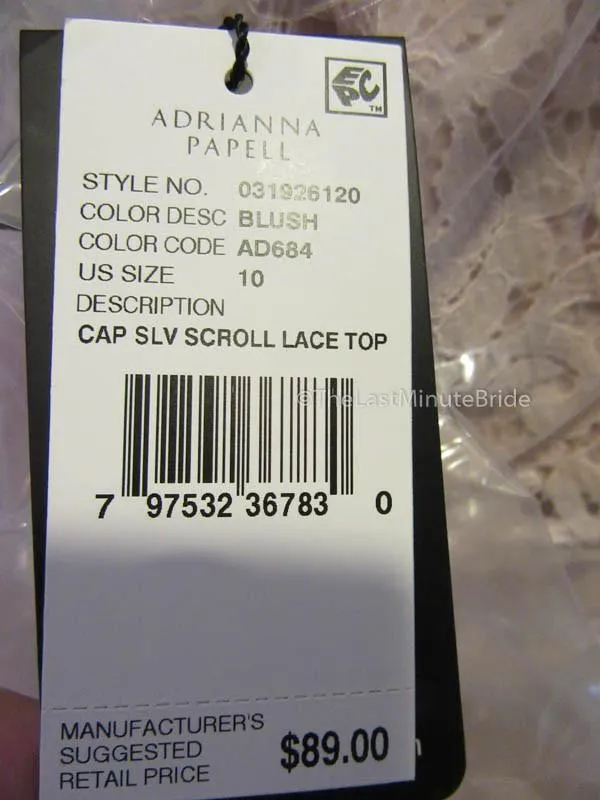 EPC TM
ADRIANNA
PAPELL
STYLE NO. 031926120
COLOR DESC BLUSH
COLOR CODE AD684
US SIZE 10
DESCRIPTION
CAP SLV SCROLL LACE TOP
©TheLastMinuteBride
7 97532 36783 0
MANUFACTURER'S
SUGGESTED
RETAIL PRICE
$89.00